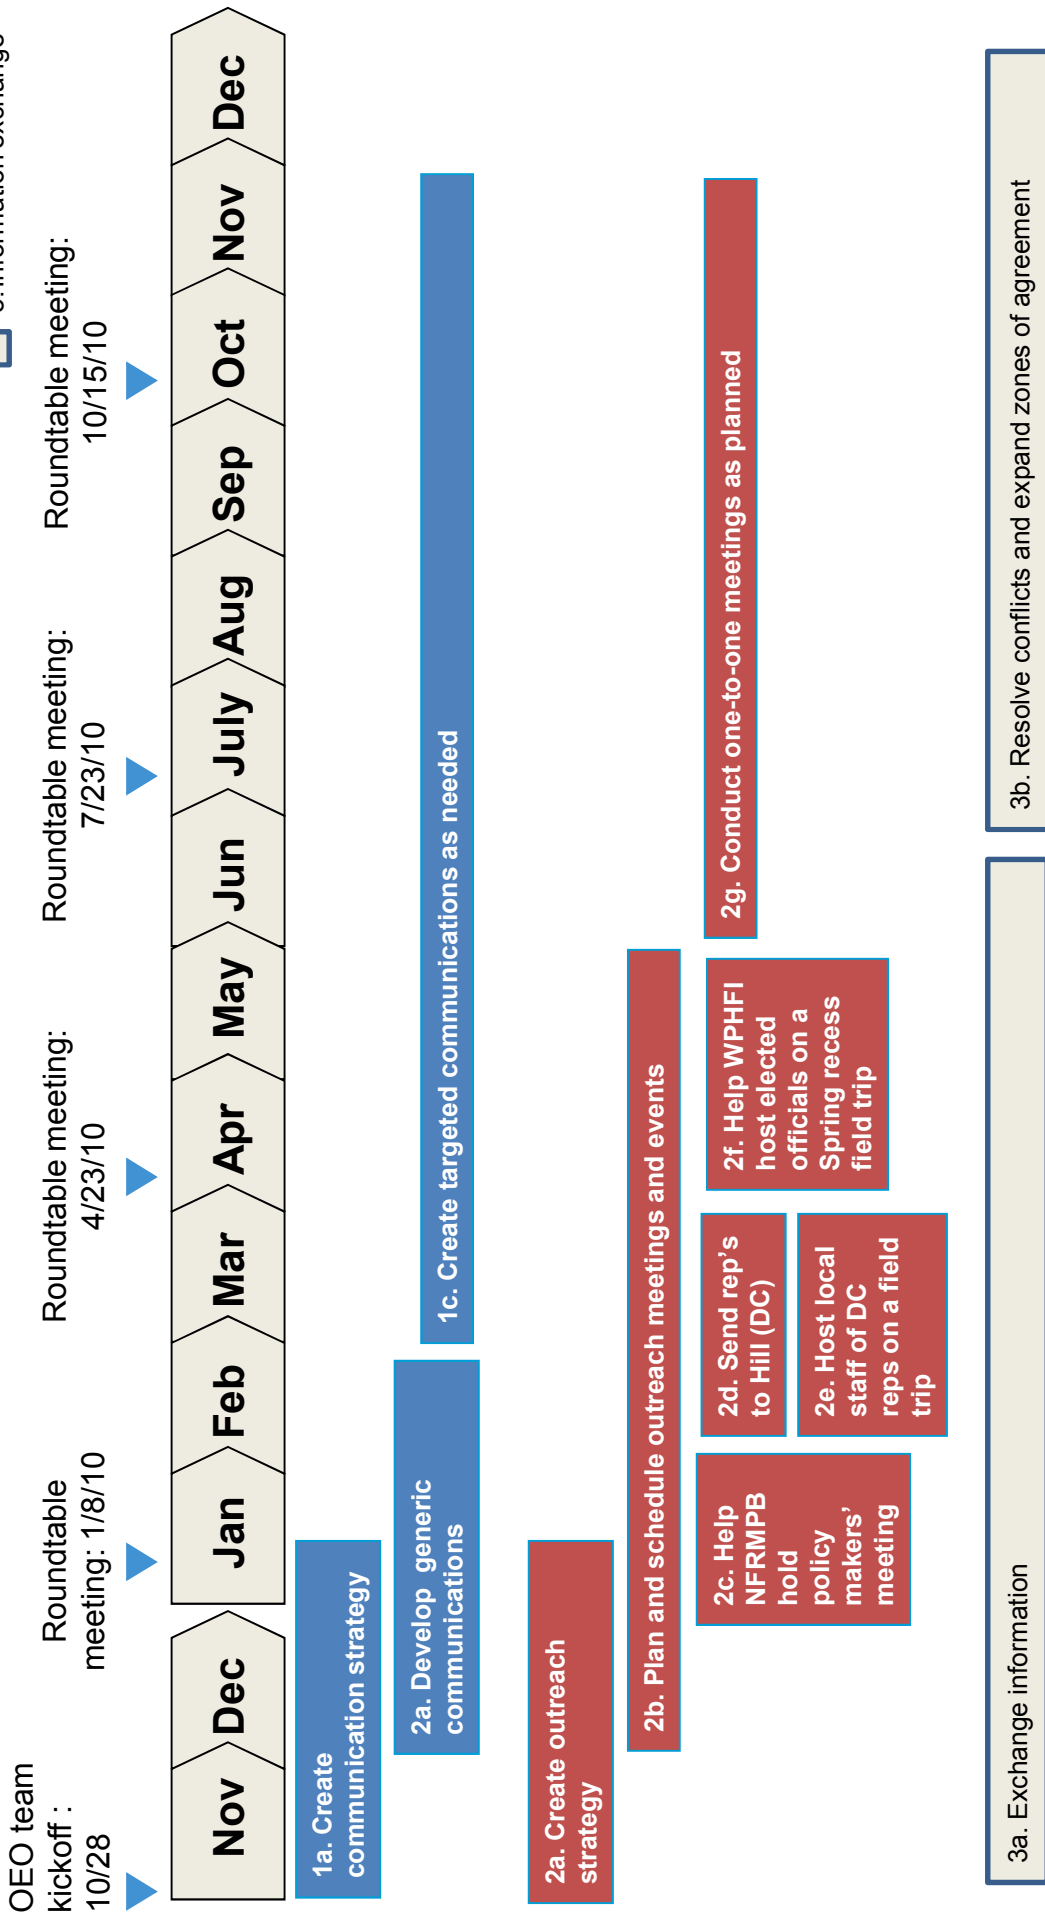 3. Information exchange
OEO team
kickoff :
10/28
Roundtable
meeting: 1/8/10
Roundtable meeting:
4/23/10
Roundtable meeting:
7/23/10
Roundtable meeting:
10/15/10
Nov
Dec
Jan
Feb
Mar
Apr
May
Jun
July
Aug
Sep
Oct
Nov
Dec
1a. Create
communication strategy
2a. Develop generic
communications
1c. Create targeted communications as needed
2a. Create outreach
strategy
2b. Plan and schedule outreach meetings and events
2c. Help
NFRMPB
hold
policy
makers’
meeting
2d. Send rep’s
to Hill (DC)
2e. Host local
staff of DC
reps on a field
trip
2f. Help WPHFI
host elected
officials on a
Spring recess
field trip
2g. Conduct one-to-one meetings as planned
3a. Exchange information
3b. Resolve conflicts and expand zones of agreement